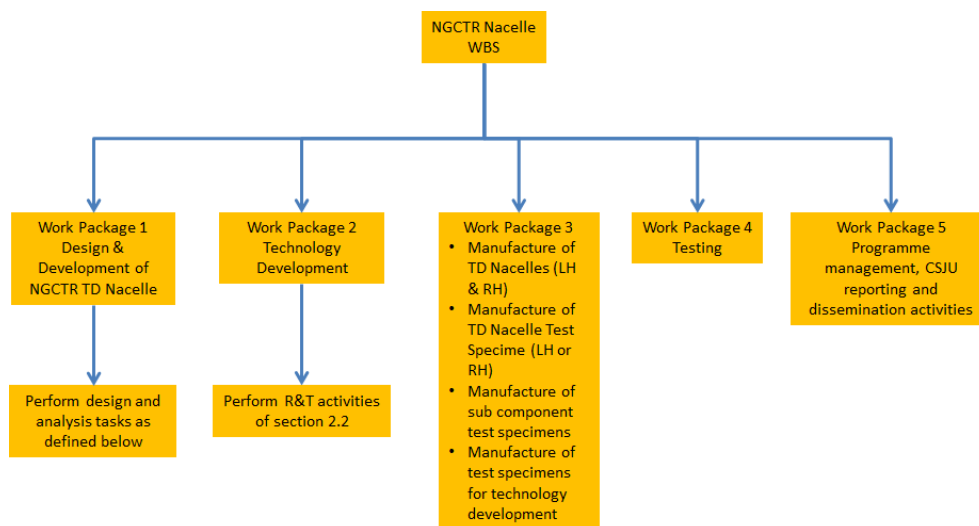 NGCTR Nacelle
WBS
Work Package 1
Design &
Development of
NGCTR TD Nacelle
Work Package 2
Technology
Development
Work Package 3
• Manufacture of
TD Nacelles (LH
& RH)
• Manufacture of
TD Nacelle Test
Specime (LH or
RH)
• Manufacture of
sub component
test specimens
• Manufacture of
test specimens
for technology
development
Work Package 4
Testing
Work Package 5
Programme
management, CSJU
reporting and
dissemination activities
Perform design and
analysis tasks as
defined below
Perform R&T activities
of section 2.2